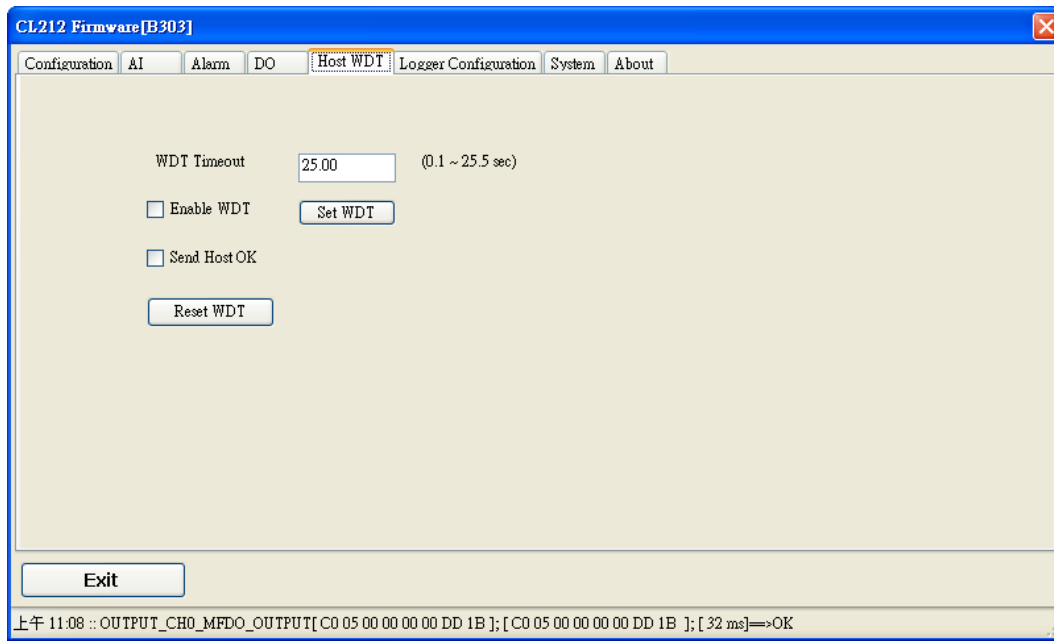 CL212 Firmware[B303]
Configuration AI Alarm DO Host WDT Logger Configuration System About
WDT Timeout 25.00 (0.1 ~ 25.5 sec)
Enable WDT Set WDT
Send Host OK
Reset WDT
Exit
上午 11:08 :: OUTPUT_CH0_MFDO_OUTPUT[ C0 05 00 00 00 00 DD 1B ]; [ C0 05 00 00 00 00 DD 1B ]; [ 32 ms]==>OK